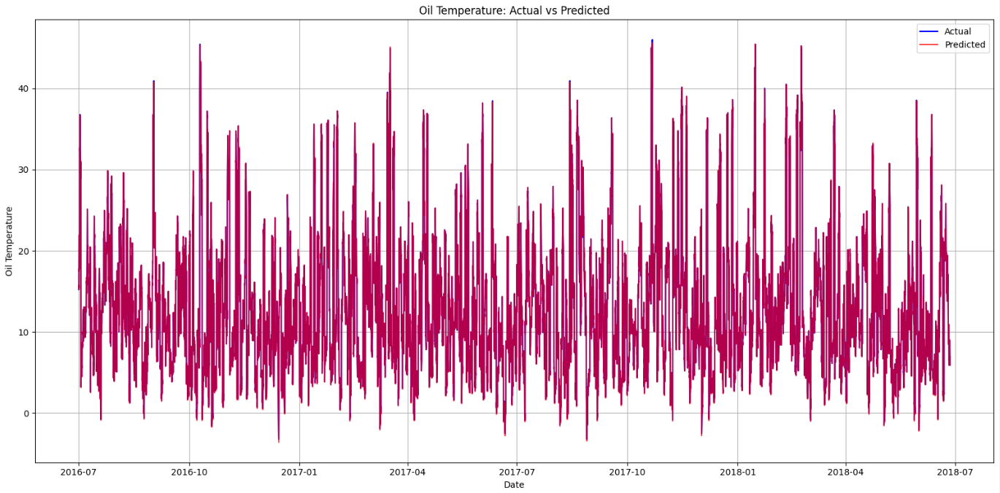 Oil Temperature: Actual vs Predicted
Actual
Predicted
Oil Temperature
40
30
20
10
0
2016-07
2016-10
2017-01
2017-04
2017-07
2017-10
2018-01
2018-04
2018-07
Date